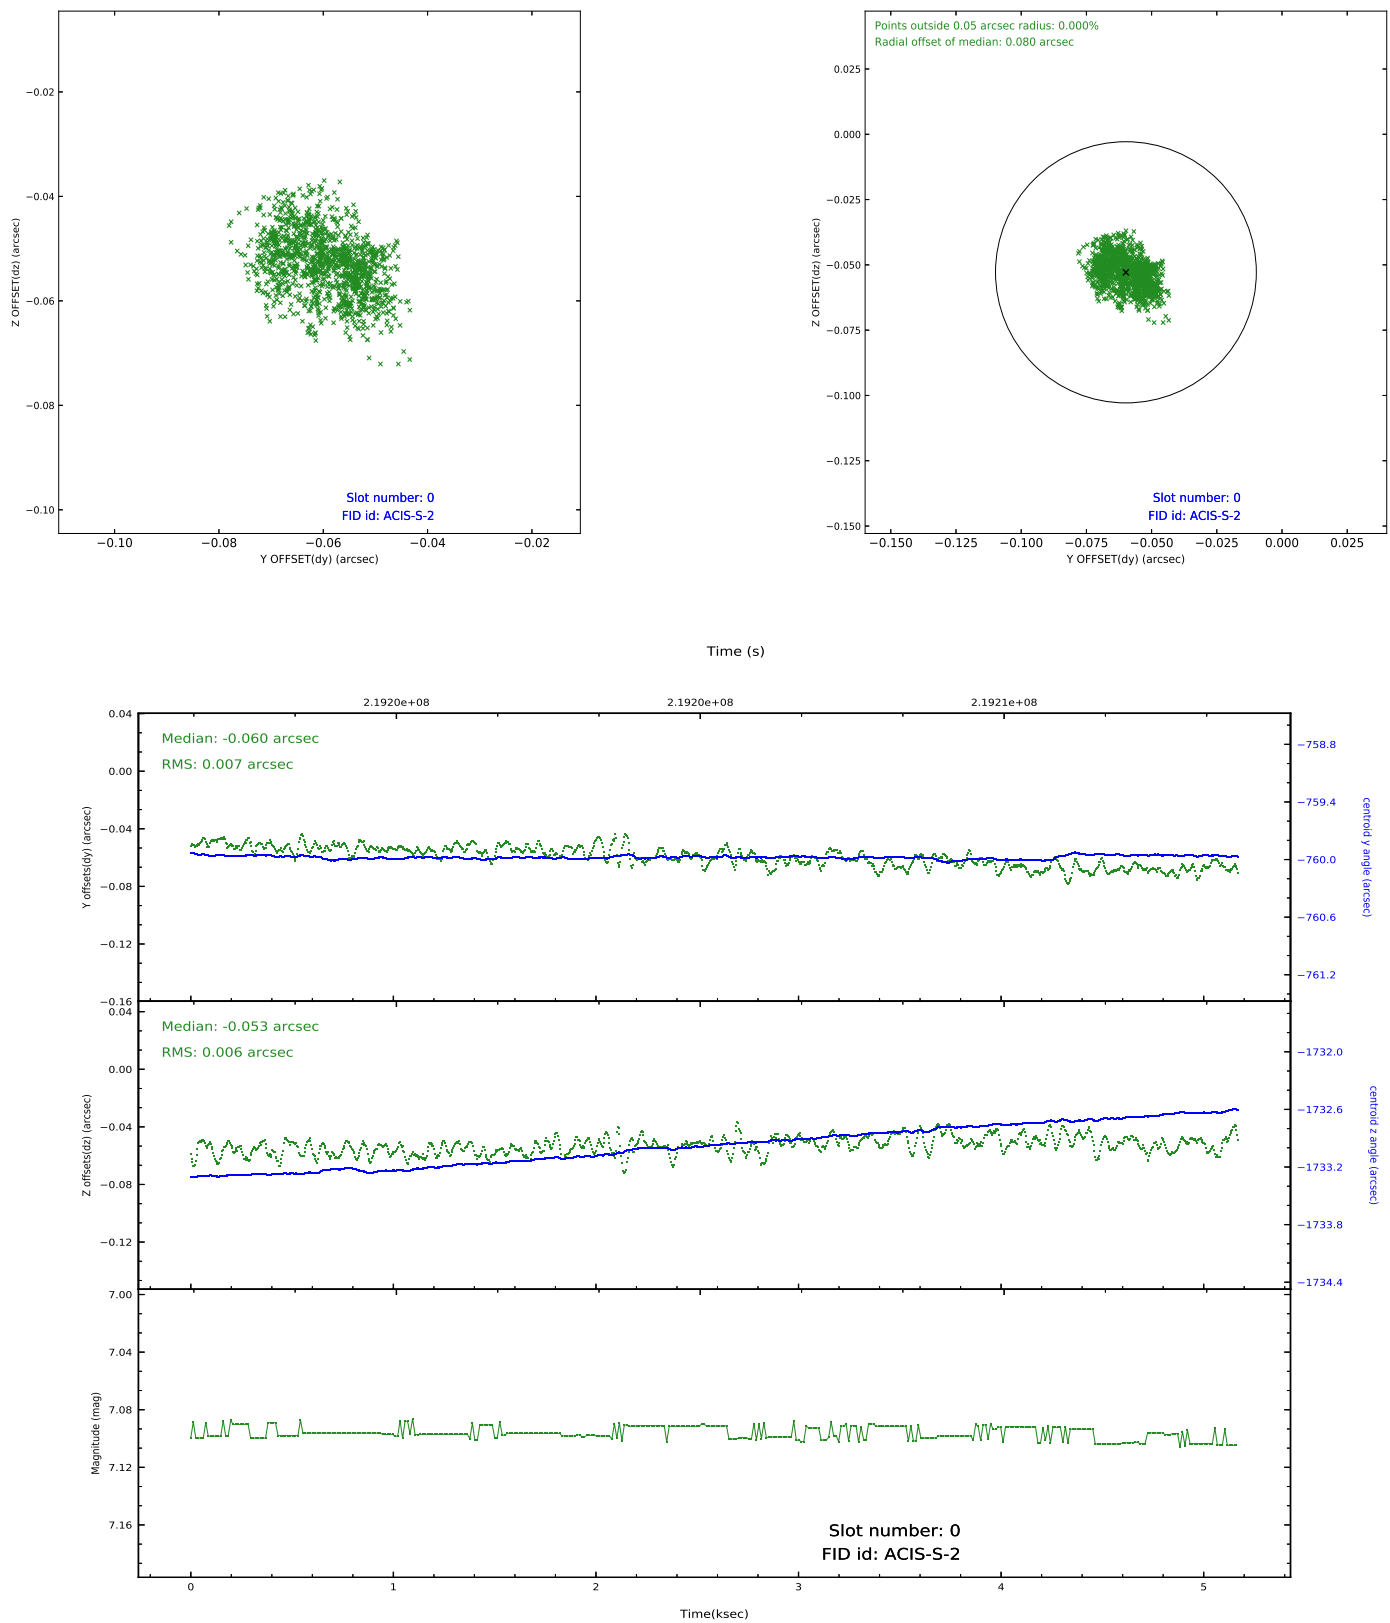 −0.02
−0.04
−0.06
−0.08
−0.10
Z OFFSET(dz) (arcsec)
Slot number: 0
FID id: ACIS-S-2
−0.10 −0.08 −0.06 −0.04 −0.02
Y OFFSET(dy) (arcsec)
Points outside 0.05 arcsec radius: 0.000%
Radial offset of median: 0.080 arcsec
0.025
0.000
−0.025
−0.050
−0.075
−0.100
−0.125
−0.150
Z OFFSET(dz) (arcsec)
Slot number: 0
FID id: ACIS-S-2
−0.150 −0.125 −0.100 −0.075 −0.050 −0.025 0.000 0.025
Y OFFSET(dy) (arcsec)
Time (s)
2.1920e+08 2.1920e+08 2.1921e+08
0.04
0.00
−0.04
−0.08
−0.12
−0.16
Y offsets(dy) (arcsec)
Median: -0.060 arcsec
RMS: 0.007 arcsec
−758.8
−759.4
−760.0
−760.6
−761.2
centroid y angle (arcsec)
0.04
0.00
−0.04
−0.08
−0.12
Z offsets(dz) (arcsec)
Median: -0.053 arcsec
RMS: 0.006 arcsec
−1732.0
−1732.6
−1733.2
−1733.8
−1734.4
centroid z angle (arcsec)
7.00
7.04
7.08
7.12
7.16
Magnitude (mag)
Slot number: 0
FID id: ACIS-S-2
0 1 2 3 4 5
Time(ksec)